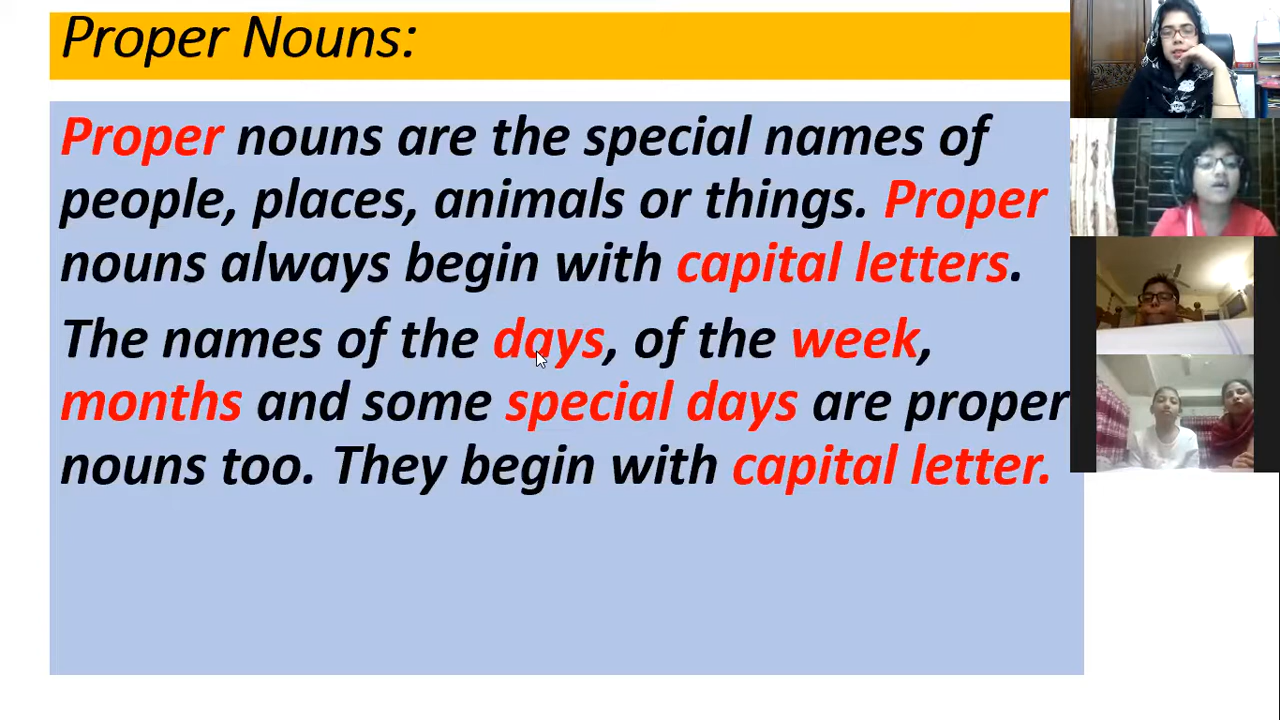 Proper Nouns:
Proper nouns are the special names of
people, places, animals or things. Proper
nouns always begin with capital letters.
The names of the days, of the week,
months and some special days are proper
nouns too. They begin with capital letter.